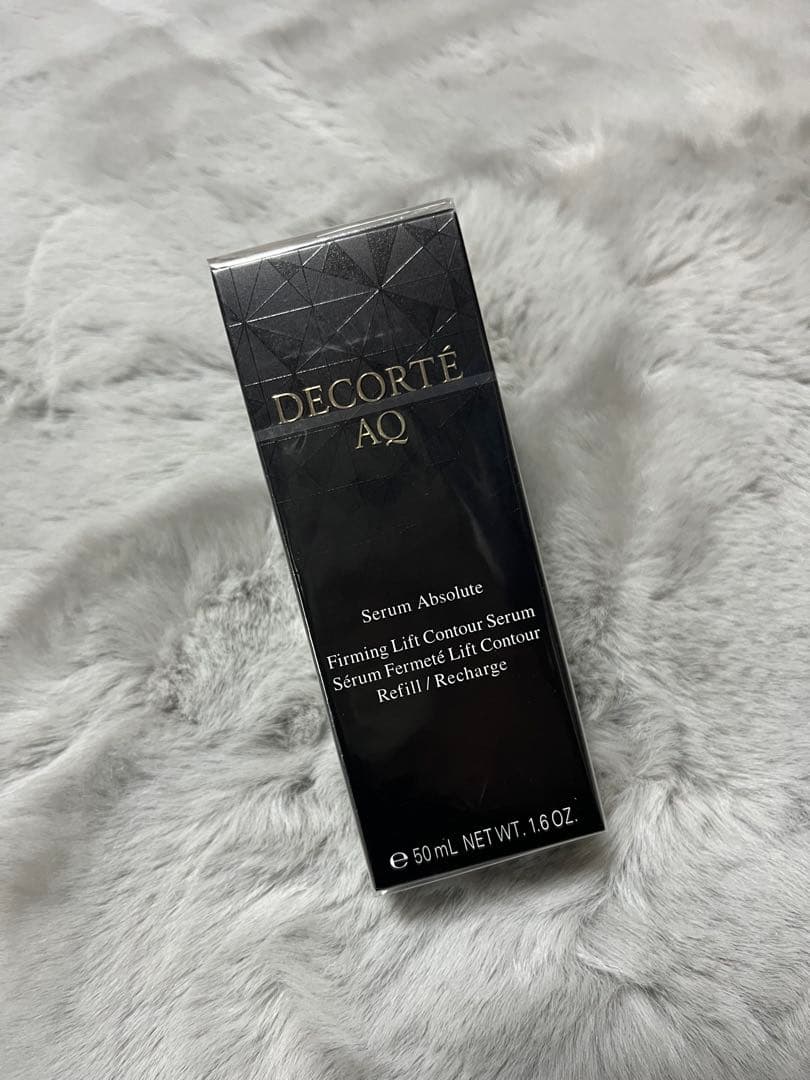 DECORTÉ
AQ
Serum Absolute
Firming Lift Contour Serum
Sérum Fermeté Lift Contour
Refill / Recharge
℮ 50 mL NET WT. 1.6 OZ.